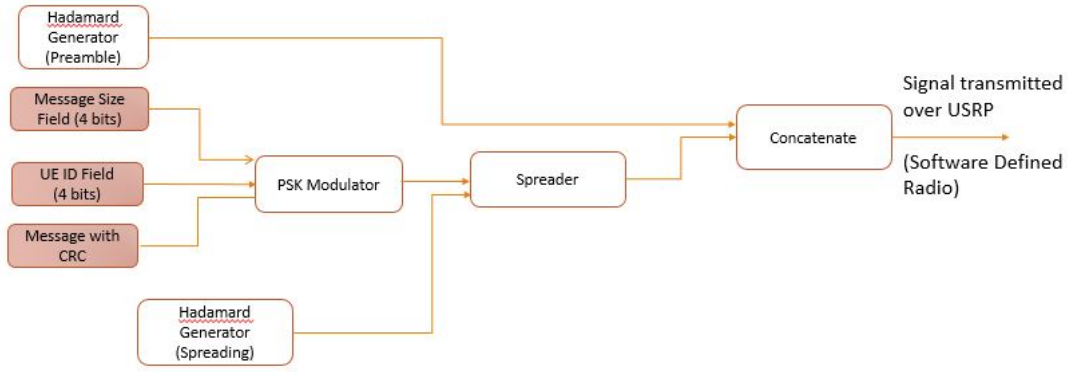 Hadamard
Generator
(Preamble)
Message Size
Field (4 bits)
UE ID Field
(4 bits)
Message with
CRC
PSK Modulator
Hadamard
Generator
(Spreading)
Spreader
Concatenate
Signal transmitted
over USRP
(Software Defined
Radio)